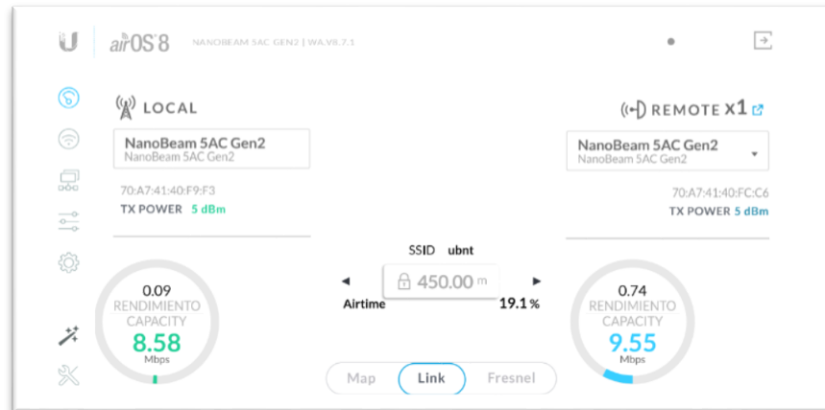 U airOS 8 NANOBEAM 5AC GEN2 | WA.V8.7.1
LOCAL
NanoBeam 5AC Gen2
NanoBeam 5AC Gen2
70:A7:41:40:F9:F3
TX POWER 5 dBm
REMOTE X1
NanoBeam 5AC Gen2
NanoBeam 5AC Gen2
70:A7:41:40:FC:C6
TX POWER 5 dBm
SSID ubnt
450.00 m
Airtime 19.1 %
0.09
RENDIMIENTO
CAPACITY
8.58
Mbps
0.74
RENDIMIENTO
CAPACITY
9.55
Mbps
Map Link Fresnel